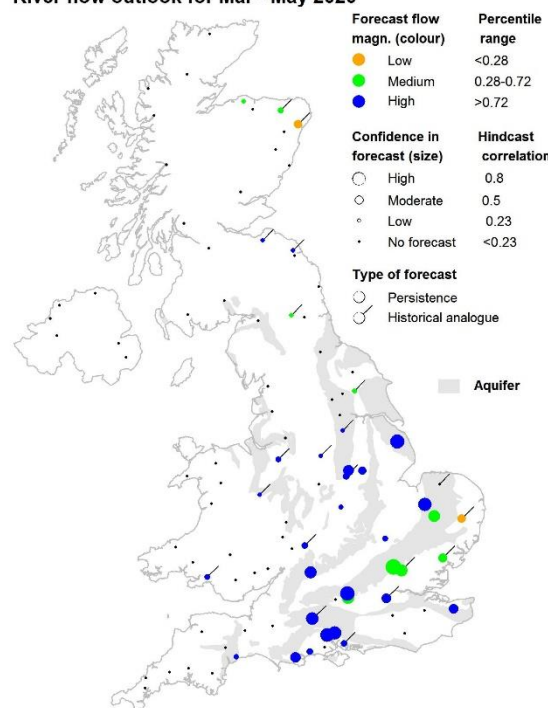 River flow outlook for Mar - May 2020
Forecast flow Percentile
magn. (colour) range
Low <0.28
Medium 0.28-0.72
High >0.72
Confidence in Hindcast
forecast (size) correlation
High 0.8
Moderate 0.5
Low 0.23
No forecast <0.23
Type of forecast
Persistence
Historical analogue
Aquifer